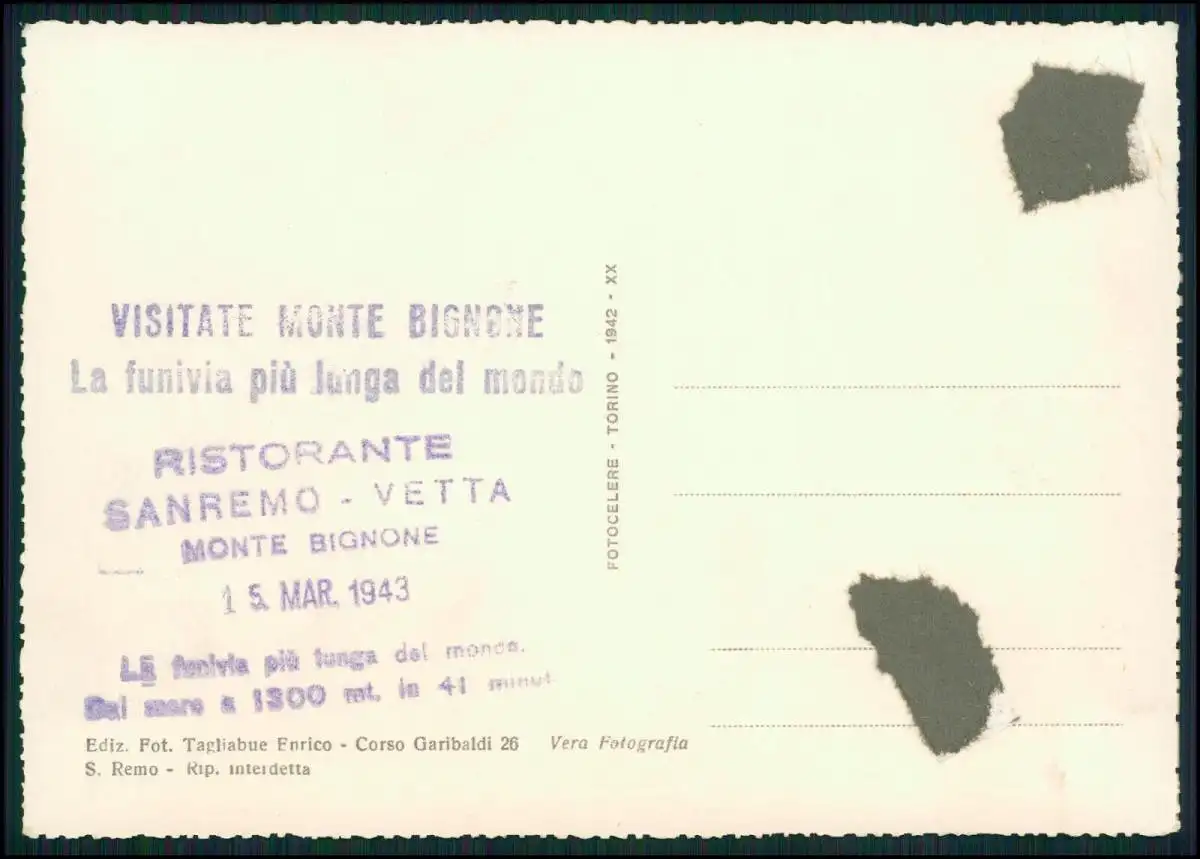 VISITATE MONTE BIGNONE
La funivia più lunga del mondo
RISTORANTE
SANREMO - VETTA
MONTE BIGNONE
15. MAR. 1943
LE funivia più lunga del mondo.
Dal mare a 1300 mt. in 41 minut
Ediz. Fot. Tagliabue Enrico - Corso Garibaldi 26 Vera Fotografia
S. Remo - Rip. interdetta
FOTOCELERE - TORINO - 1942 - XX